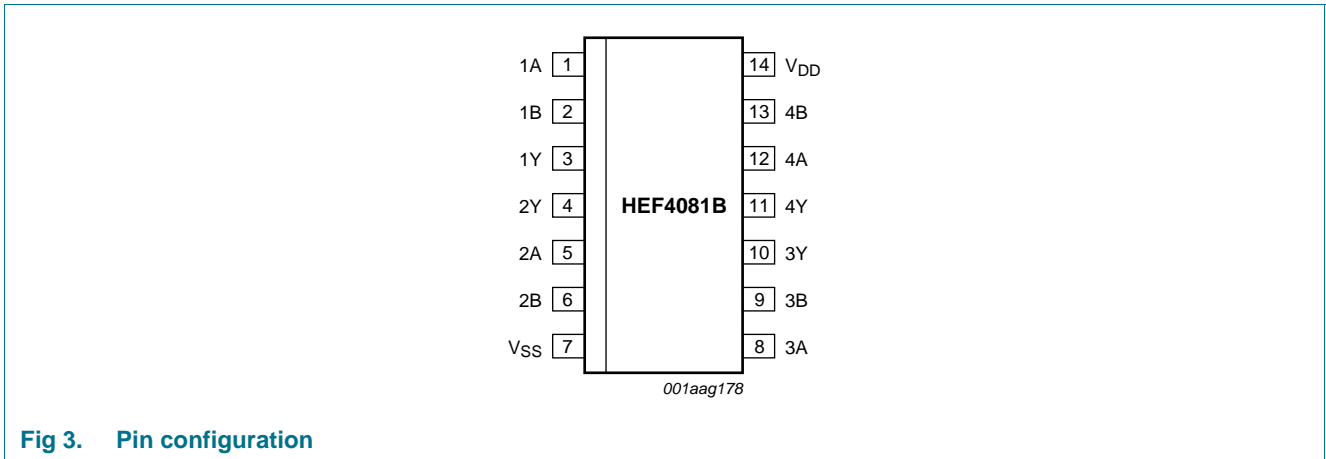 1A 1 14 VDD
1B 2 13 4B
1Y 3 12 4A
2Y 4 HEF4081B 11 4Y
2A 5 10 3Y
2B 6 9 3B
VSS 7 8 3A
001aag178
Fig 3. Pin configuration